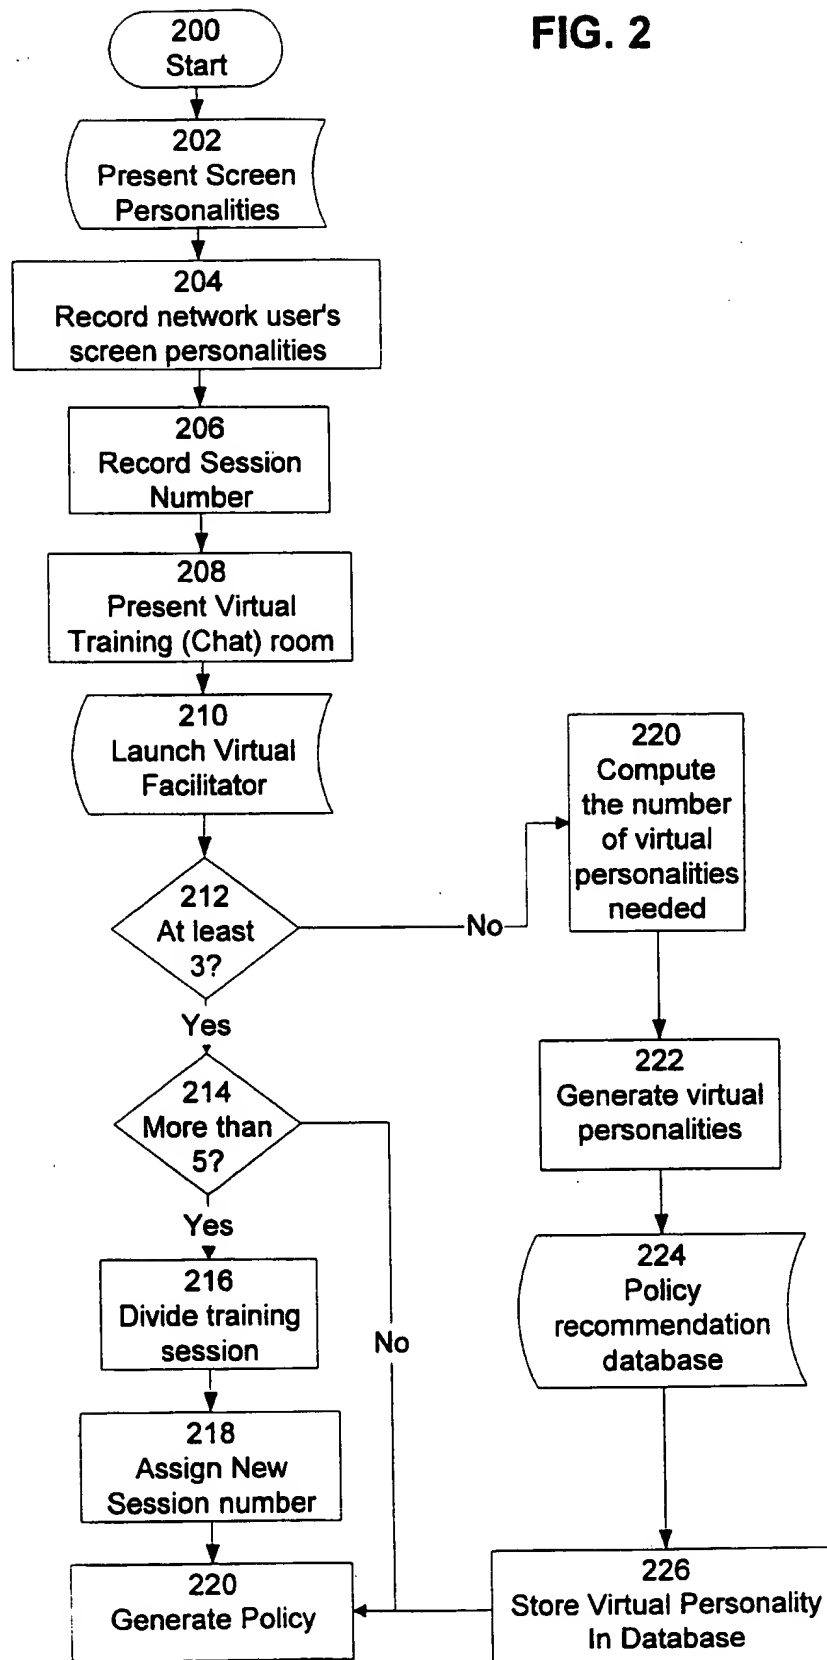 FIG. 2
200
Start
202
Present Screen
Personalities
204
Record network user's
screen personalities
206
Record Session
Number
208
Present Virtual
Training (Chat) room
210
Launch Virtual
Facilitator
212
At least
3?
No
Yes
214
More than
5?
Yes
No
216
Divide training
session
218
Assign New
Session number
220
Generate Policy
220
Compute
the number
of virtual
personalities
needed
222
Generate virtual
personalities
224
Policy
recommendation
database
226
Store Virtual Personality
In Database